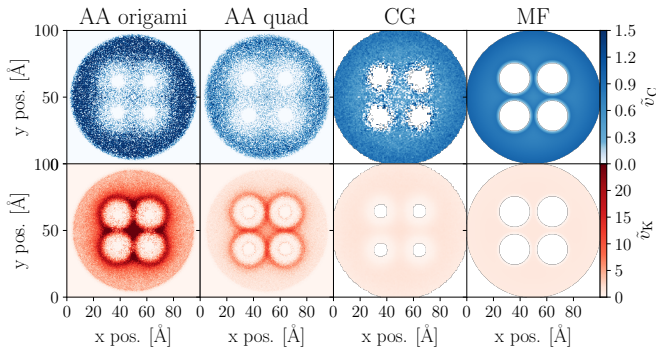 AA origami AA quad CG MF
100
50
0
y pos. [Å]
1.5
1.2
0.9
0.6
0.3
0.0
ṽ_C
100
50
0
y pos. [Å]
20
15
10
5
0
ṽ_K
0 20 40 60 80 0 20 40 60 80 0 20 40 60 80 0 20 40 60 80
x pos. [Å] x pos. [Å] x pos. [Å] x pos. [Å]